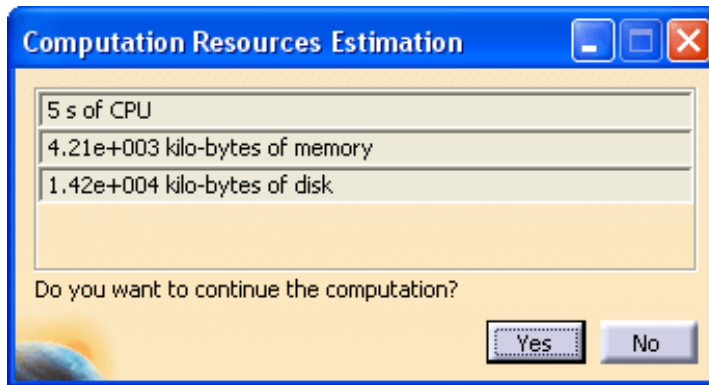 Computation Resources Estimation
5 s of CPU
4.21e+003 kilo-bytes of memory
1.42e+004 kilo-bytes of disk
Do you want to continue the computation?
Yes No